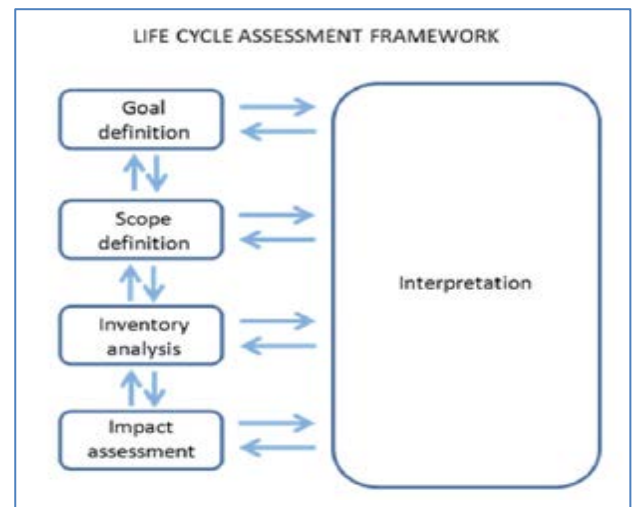 LIFE CYCLE ASSESSMENT FRAMEWORK
Goal
definition
Scope
definition
Inventory
analysis
Impact
assessment
Interpretation